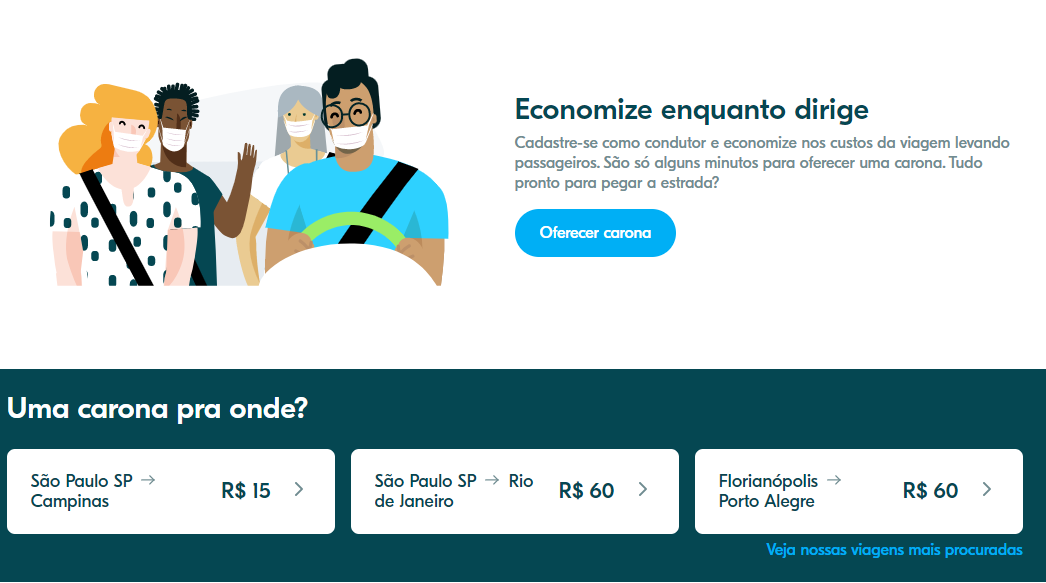 Economize enquanto dirige
Cadastre-se como condutor e economize nos custos da viagem levando
passageiros. São só alguns minutos para oferecer uma carona. Tudo
pronto para pegar a estrada?
Oferecer carona
Uma carona pra onde?
São Paulo SP →
Campinas
R$ 15
São Paulo SP → Rio
de Janeiro
R$ 60
Florianópolis →
Porto Alegre
R$ 60
Veja nossas viagens mais procuradas